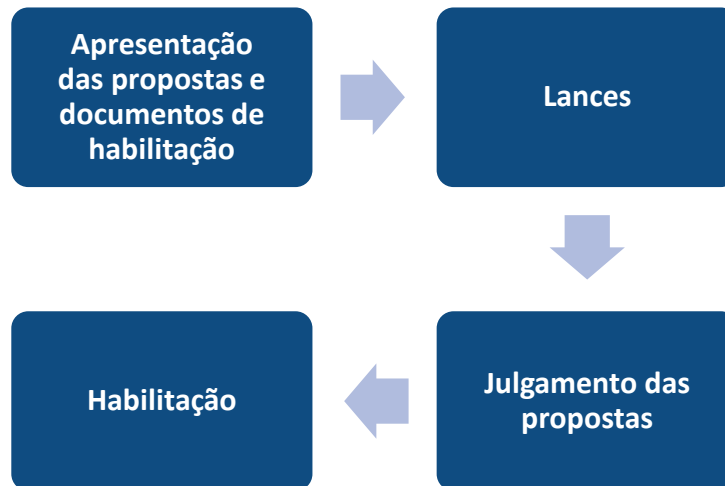 Apresentação
das propostas e
documentos de
habilitação
Lances
Julgamento das
propostas
Habilitação